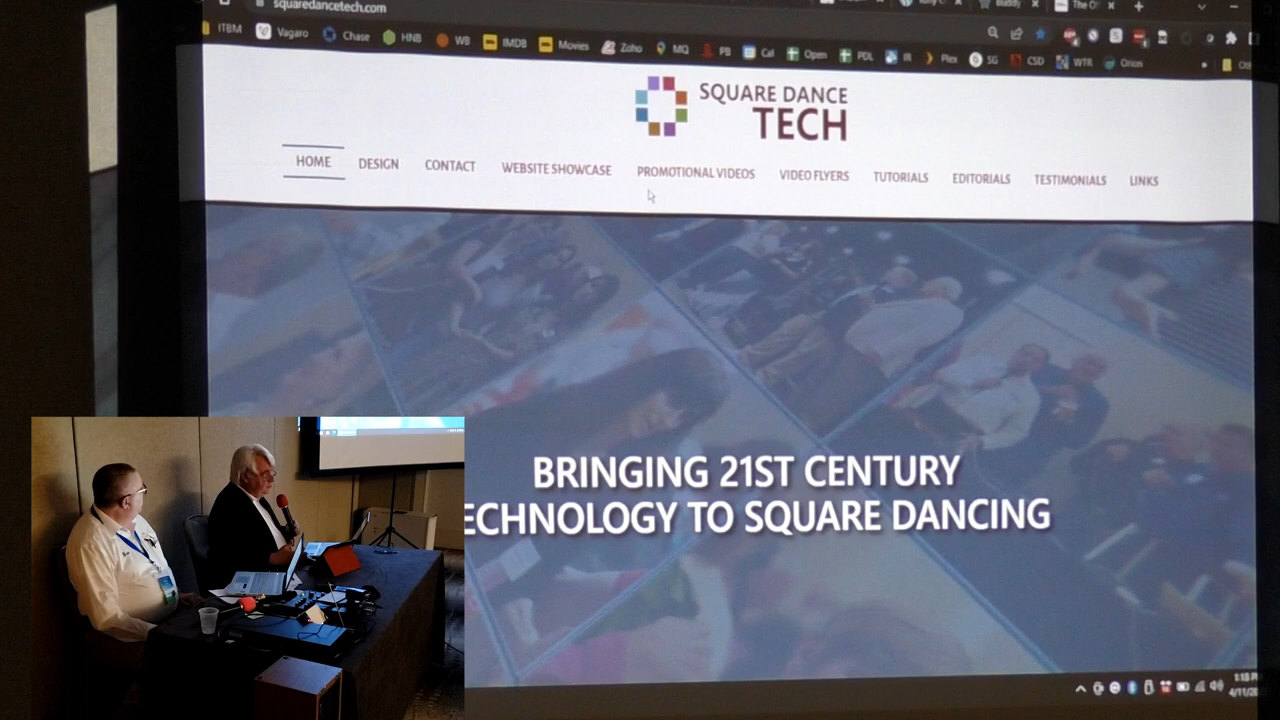 squaredancetech.com
The O
ITBM Vagaro Chase HNB WB IMDB Movies Zoho MQ PB Cal Open PDL IR Plex SG CSD WTR Orion
SQUARE DANCE
TECH
HOME DESIGN CONTACT WEBSITE SHOWCASE PROMOTIONAL VIDEOS VIDEO FLYERS TUTORIALS EDITORIALS TESTIMONIALS LINKS
BRINGING 21ST CENTURY
ECHNOLOGY TO SQUARE DANCING